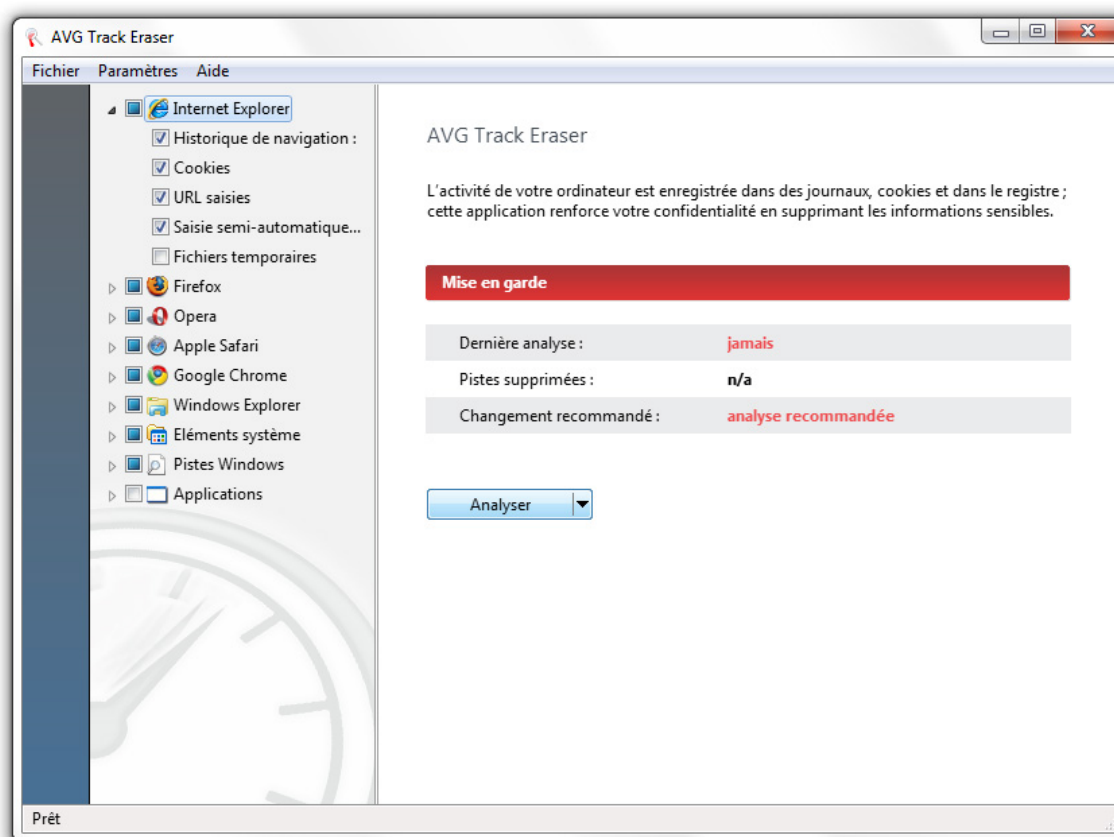 AVG Track Eraser
Fichier Paramètres Aide
Internet Explorer
Historique de navigation :
Cookies
URL saisies
Saisie semi-automatique...
Fichiers temporaires
Firefox
Opera
Apple Safari
Google Chrome
Windows Explorer
Eléments système
Pistes Windows
Applications
AVG Track Eraser
L'activité de votre ordinateur est enregistrée dans des journaux, cookies et dans le registre ;
cette application renforce votre confidentialité en supprimant les informations sensibles.
Mise en garde
Dernière analyse : jamais
Pistes supprimées : n/a
Changement recommandé : analyse recommandée
Analyser
Prêt